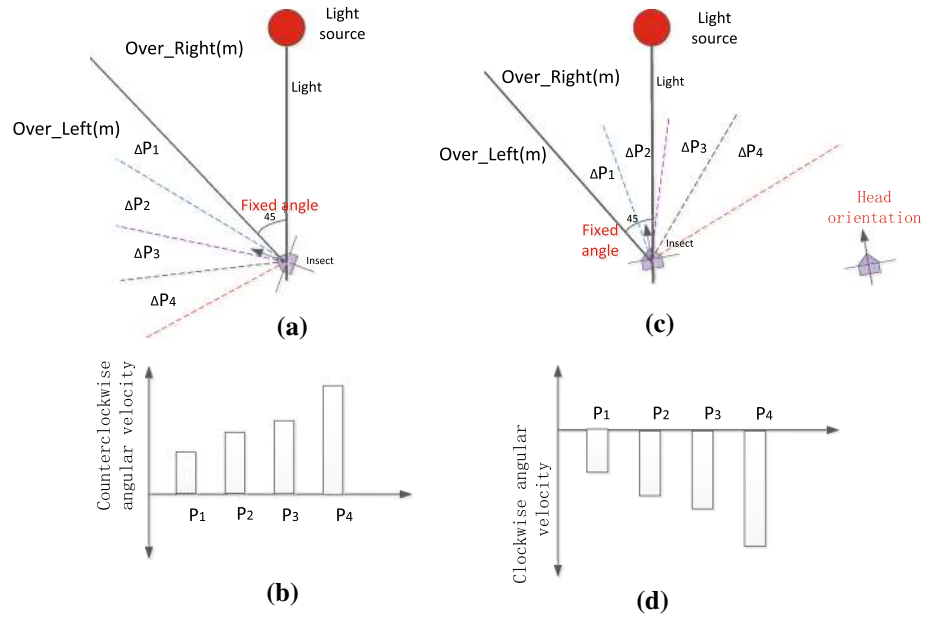 Light
source
Over_Right(m)
Light
Over_Left(m)
ΔP1
ΔP2
Fixed angle
45
ΔP3
Insect
ΔP4
(a)
Light
source
Over_Right(m)
Light
Over_Left(m)
ΔP1
ΔP2
ΔP3
ΔP4
45
Fixed
angle
Insect
Head
orientation
(c)
Counterclockwise
angular velocity
P1
P2
P3
P4
(b)
Clockwise angular
velocity
P1
P2
P3
P4
(d)